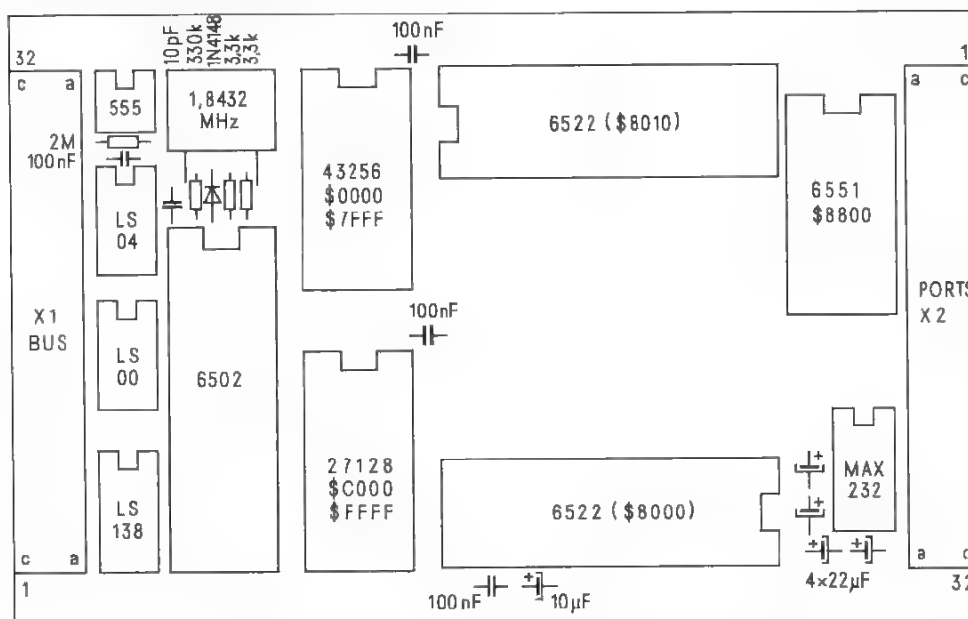 32
c a
X1
BUS
c a
1
555
2M
100nF
LS
04
LS
00
LS
138
10pF
330k
1N4148
3,3k
3,3k
1,8432
MHz
6502
100nF
43256
$0000
$7FFF
100nF
27128
$C000
$FFFF
6522 ($8010)
6522 ($8000)
100nF
+
10µF
6551
$8800
MAX
232
+
+
+
+
4×22µF
1
a c
PORTS
X2
a c
32